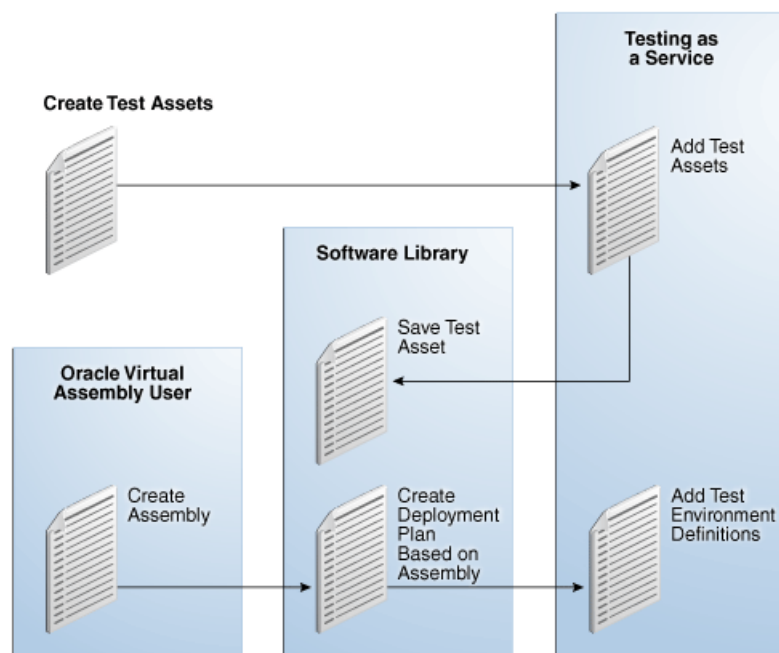 Testing as
a Service
Create Test Assets
Add Test
Assets
Software Library
Save Test
Asset
Oracle Virtual
Assembly User
Create
Assembly
Create
Deployment
Plan
Based on
Assembly
Add Test
Environment
Definitions